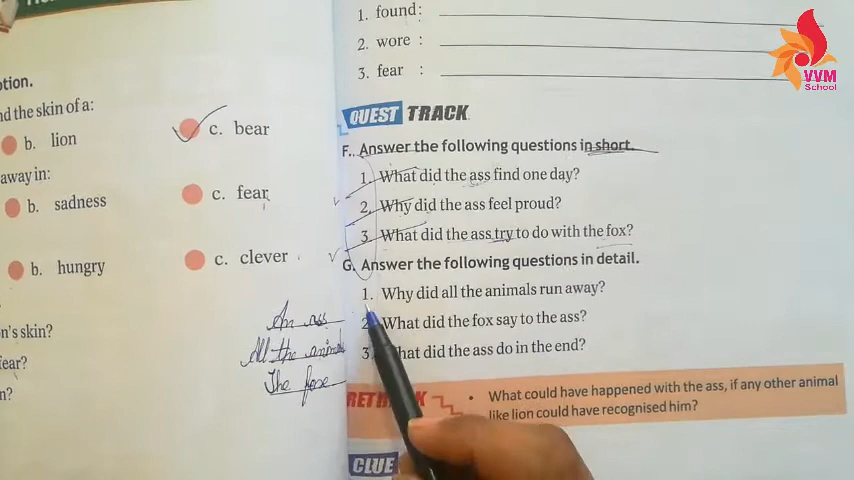 ption.
nd the skin of a:
b. lion
c. bear
away in:
b. sadness
c. fear
b. hungry
c. clever
n's skin?
fear?
n?
An ass
All the animals
The foxe
1. found:
2. wore :
3. fear :
QUEST TRACK
F. Answer the following questions in short.
1. What did the ass find one day?
2. Why did the ass feel proud?
3. What did the ass try to do with the fox?
G. Answer the following questions in detail.
1. Why did all the animals run away?
2. What did the fox say to the ass?
3. What did the ass do in the end?
• What could have happened with the ass, if any other animal
like lion could have recognised him?
CLUE
VVM
School